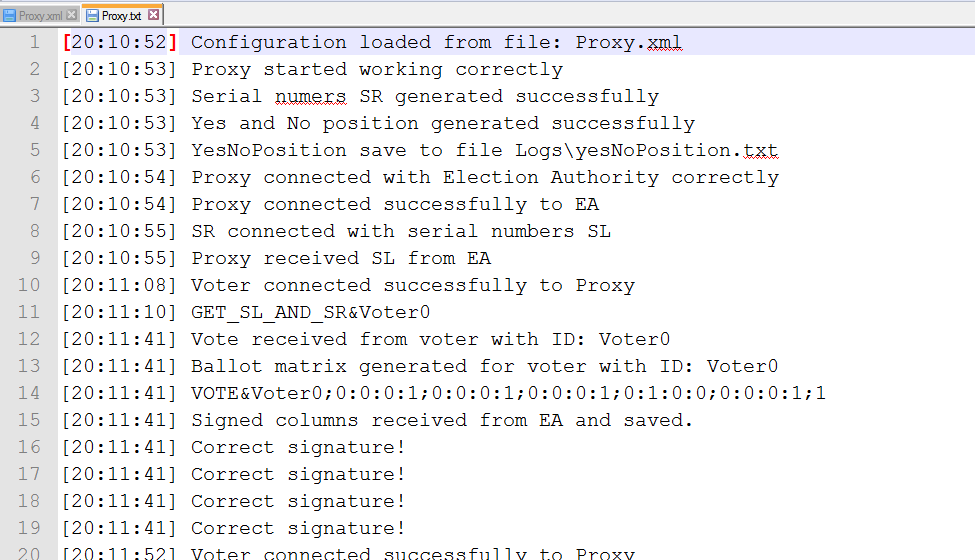 Proxy.xml Proxy.txt
1 [20:10:52] Configuration loaded from file: Proxy.xml
2 [20:10:53] Proxy started working correctly
3 [20:10:53] Serial numers SR generated successfully
4 [20:10:53] Yes and No position generated successfully
5 [20:10:53] YesNoPosition save to file Logs\yesNoPosition.txt
6 [20:10:54] Proxy connected with Election Authority correctly
7 [20:10:54] Proxy connected successfully to EA
8 [20:10:55] SR connected with serial numbers SL
9 [20:10:55] Proxy received SL from EA
10 [20:11:08] Voter connected successfully to Proxy
11 [20:11:10] GET_SL_AND_SR&Voter0
12 [20:11:41] Vote received from voter with ID: Voter0
13 [20:11:41] Ballot matrix generated for voter with ID: Voter0
14 [20:11:41] VOTE&Voter0;0:0:0:1;0:0:0:1;0:0:0:1;0:1:0:0;0:0:0:1;1
15 [20:11:41] Signed columns received from EA and saved.
16 [20:11:41] Correct signature!
17 [20:11:41] Correct signature!
18 [20:11:41] Correct signature!
19 [20:11:41] Correct signature!
20 [20:11:52] Voter connected successfully to Proxy